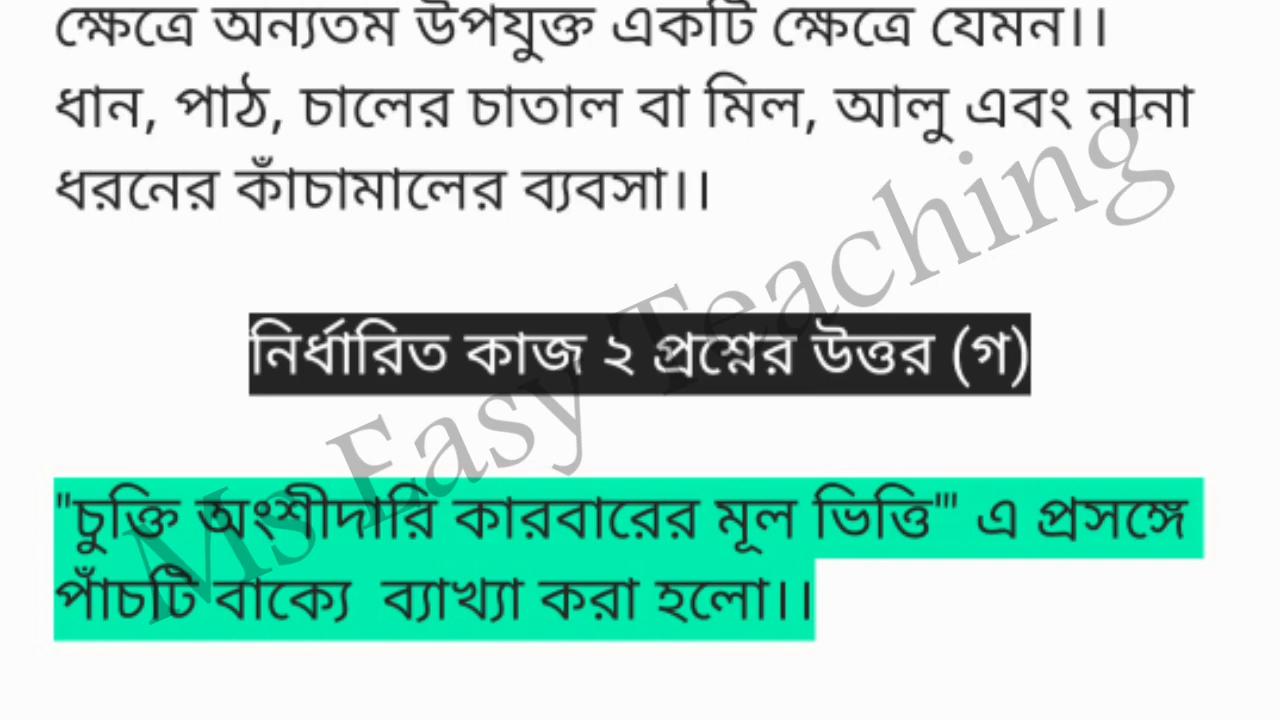 ক্ষেত্রে অন্যতম উপযুক্ত একটি ক্ষেত্রে যেমন।।
ধান, পাঠ, চালের চাতাল বা মিল, আলু এবং নানা
ধরনের কাঁচামালের ব্যবসা।।
নির্ধারিত কাজ ২ প্রশ্নের উত্তর (গ)
"চুক্তি অংশীদারি কারবারের মূল ভিত্তি"' এ প্রসঙ্গে
পাঁচটি বাক্যে ব্যাখ্যা করা হলো।।
Ms Easy Teaching